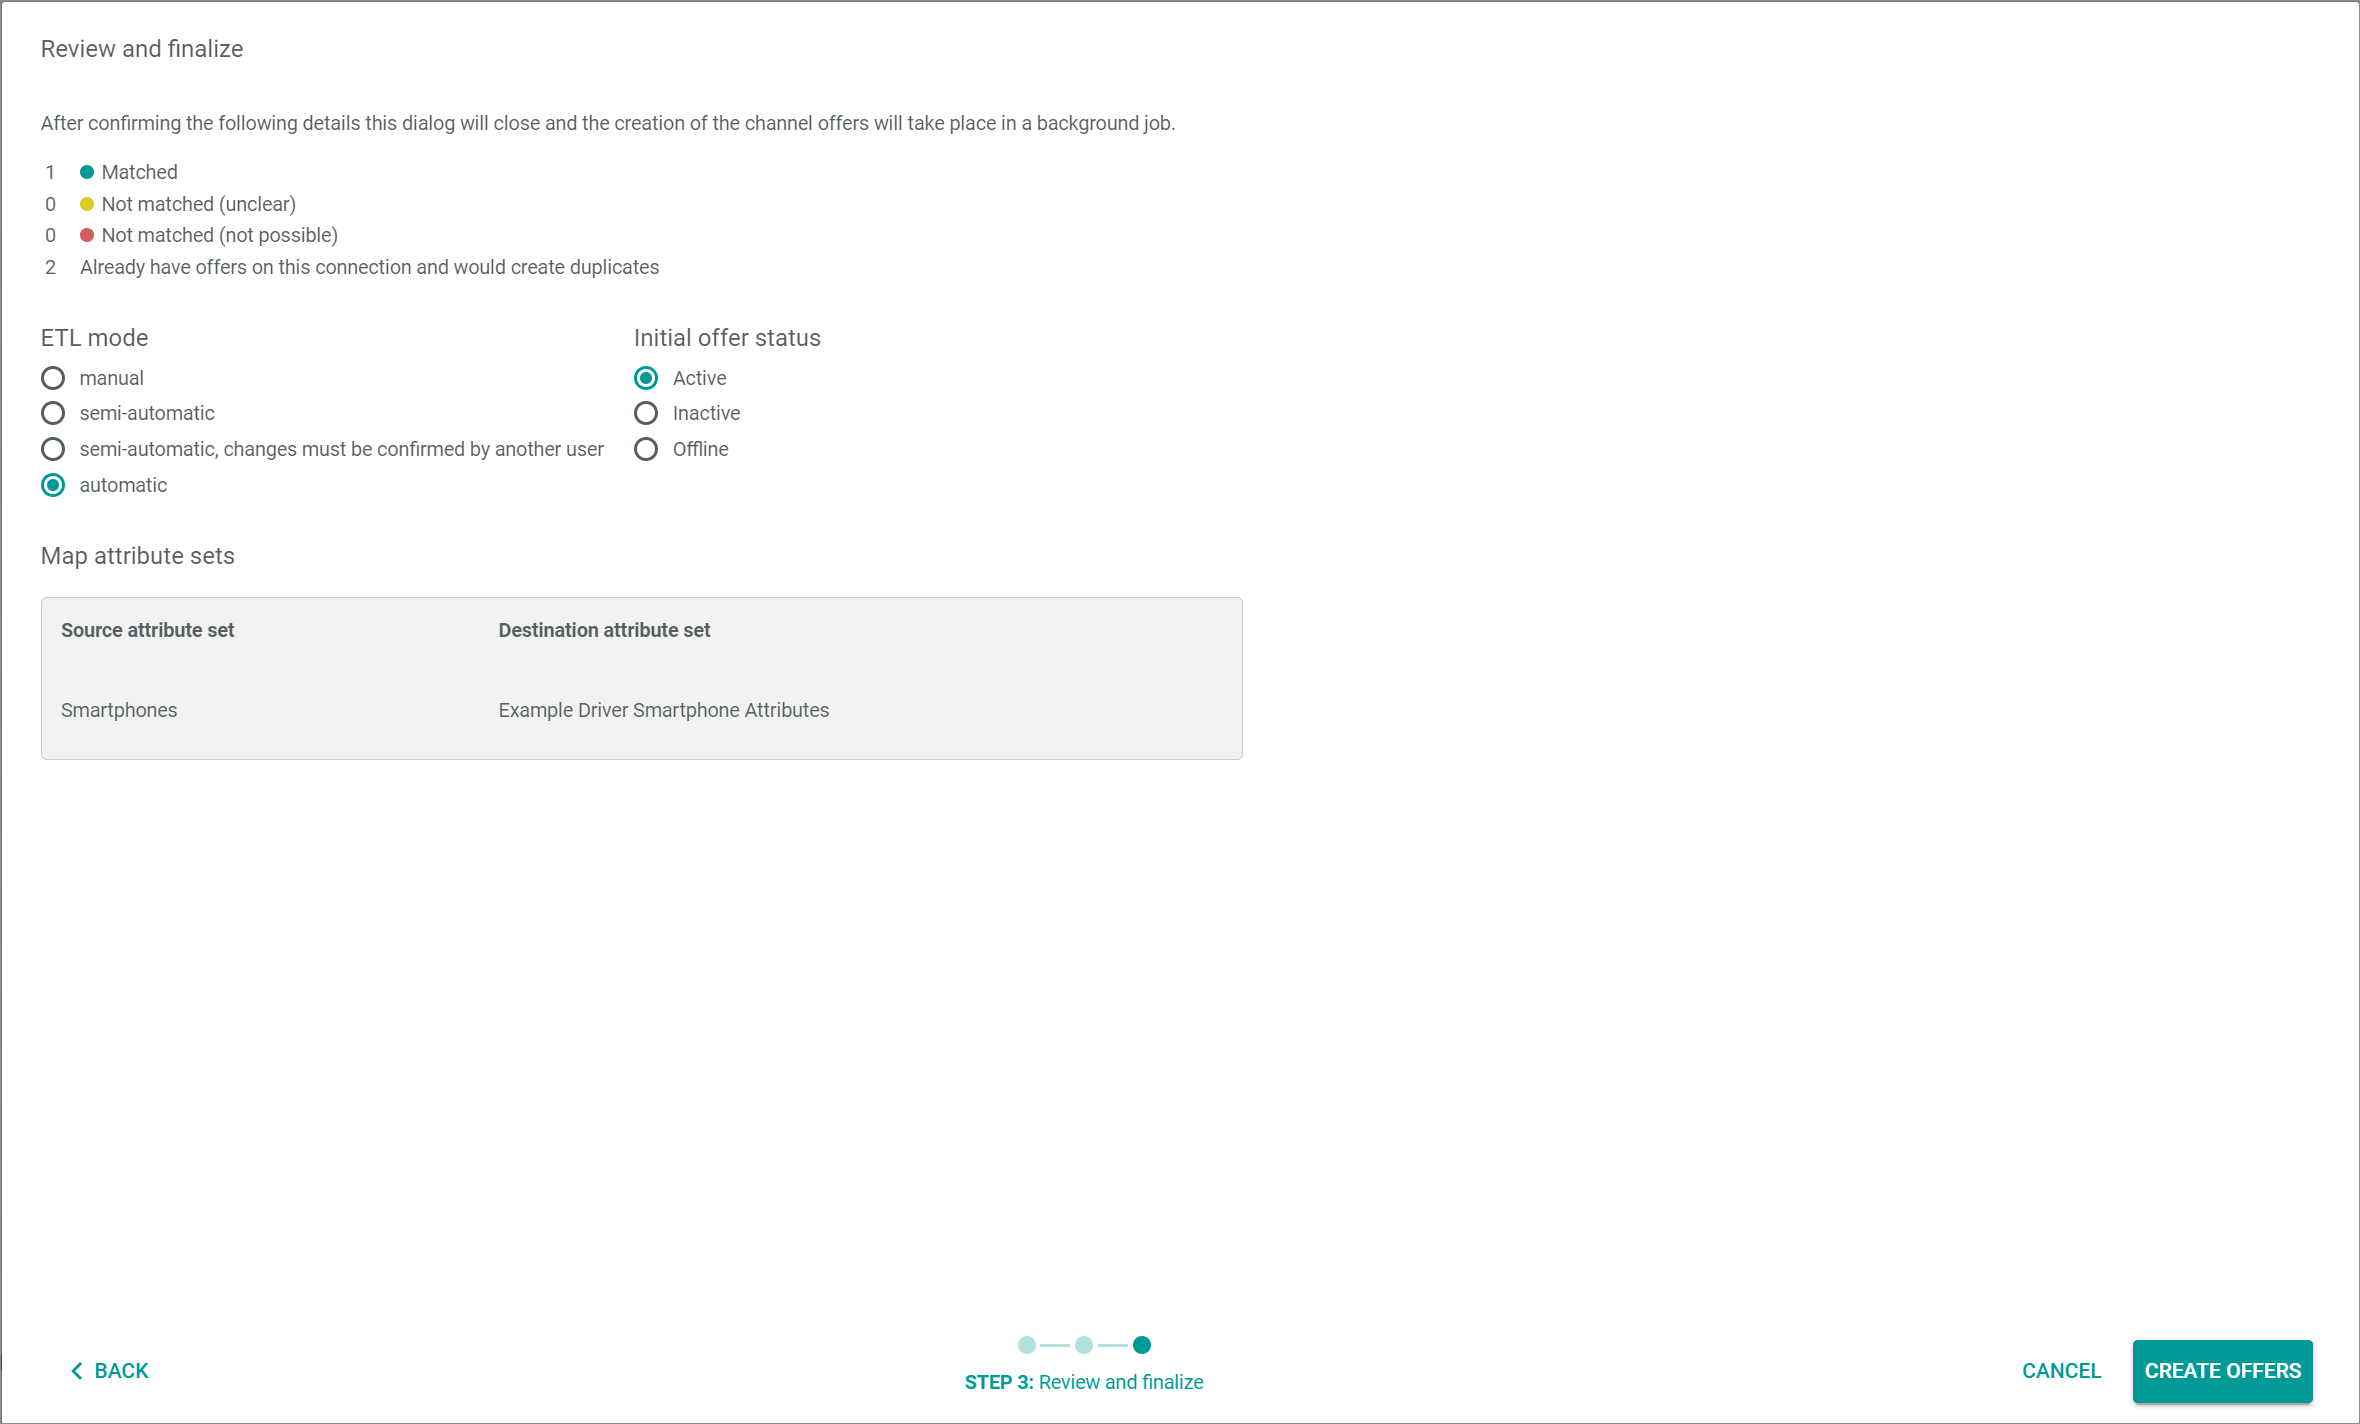 Review and finalize
After confirming the following details this dialog will close and the creation of the channel offers will take place in a background job.
1 Matched
0 Not matched (unclear)
0 Not matched (not possible)
2 Already have offers on this connection and would create duplicates
ETL mode
manual
semi-automatic
semi-automatic, changes must be confirmed by another user
automatic
Initial offer status
Active
Inactive
Offline
Map attribute sets
Source attribute set Destination attribute set
Smartphones Example Driver Smartphone Attributes
BACK
STEP 3: Review and finalize
CANCEL
CREATE OFFERS